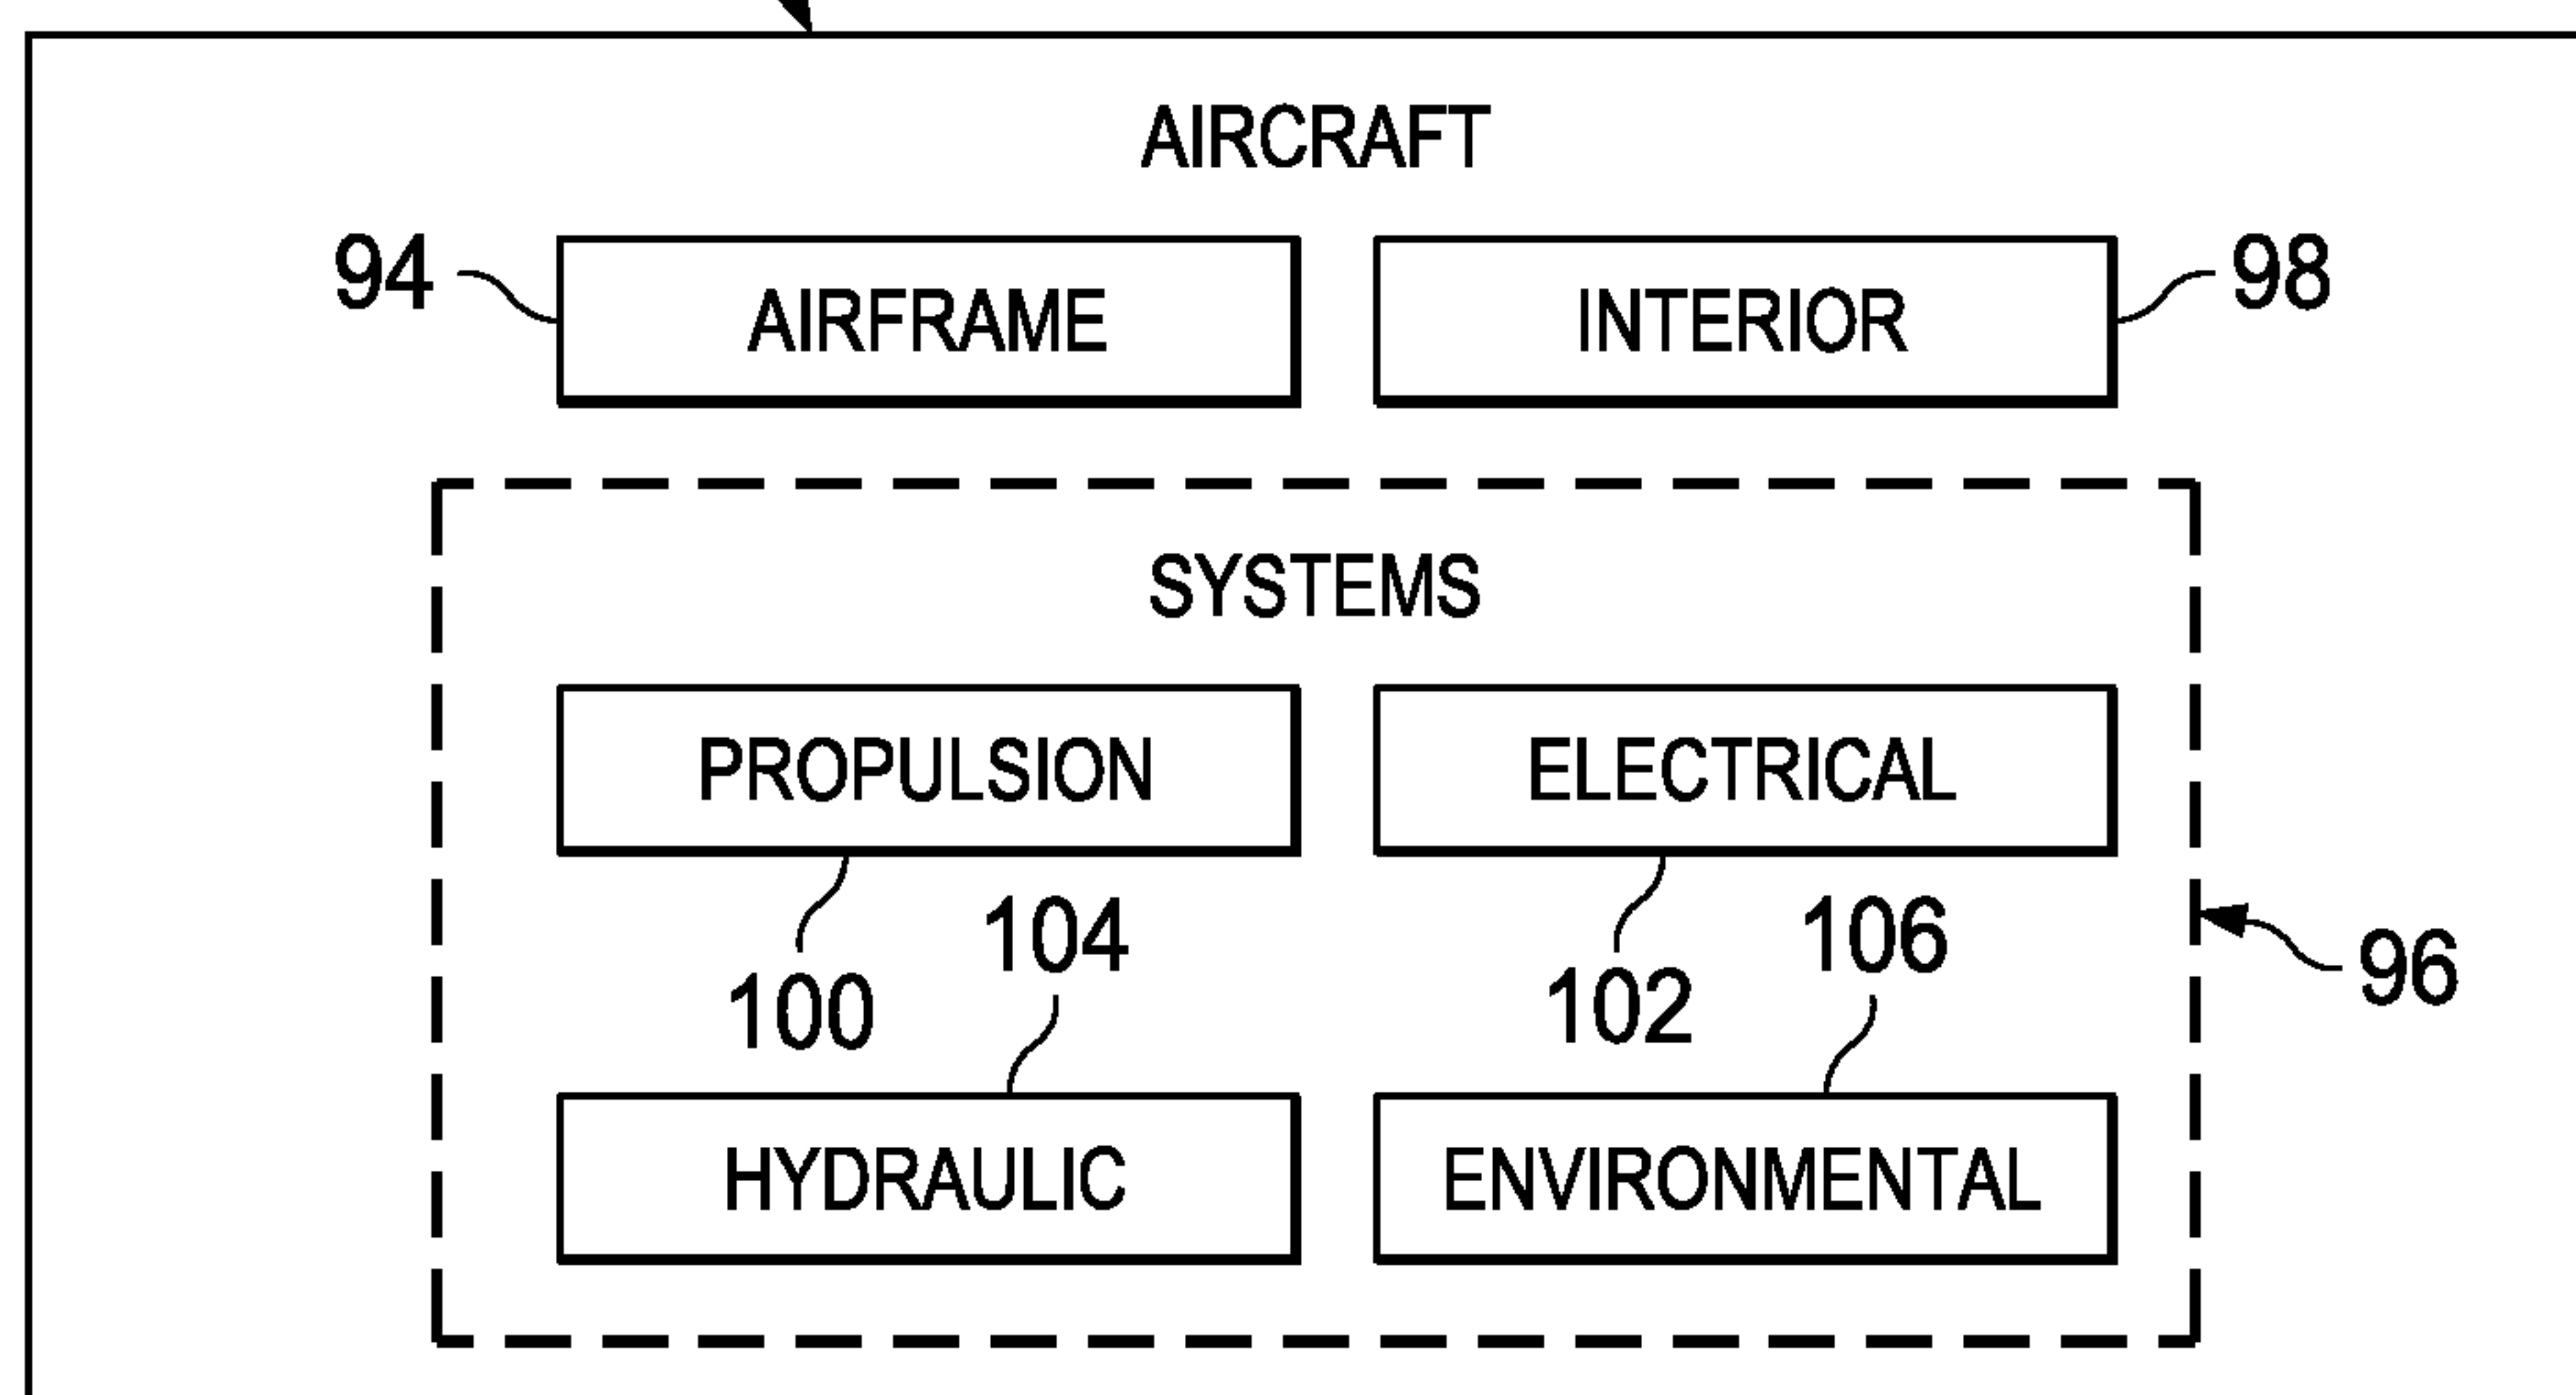 AIRCRAFT
94 AIRFRAME INTERIOR 98
SYSTEMS
PROPULSION ELECTRICAL
104 106
100 102 96
HYDRAULIC ENVIRONMENTAL